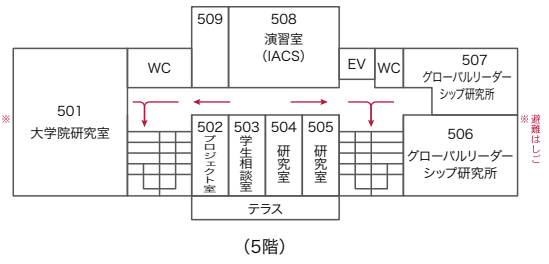 509
508
演習室
（IACS）
WC
EV
WC
507
グローバルリーダー
シップ研究所
501
大学院研究室
※
502
プロジェクト室
503
学生相談室
504
研究室
505
研究室
506
グローバルリーダー
シップ研究所
※避難はしご
テラス
（5階）